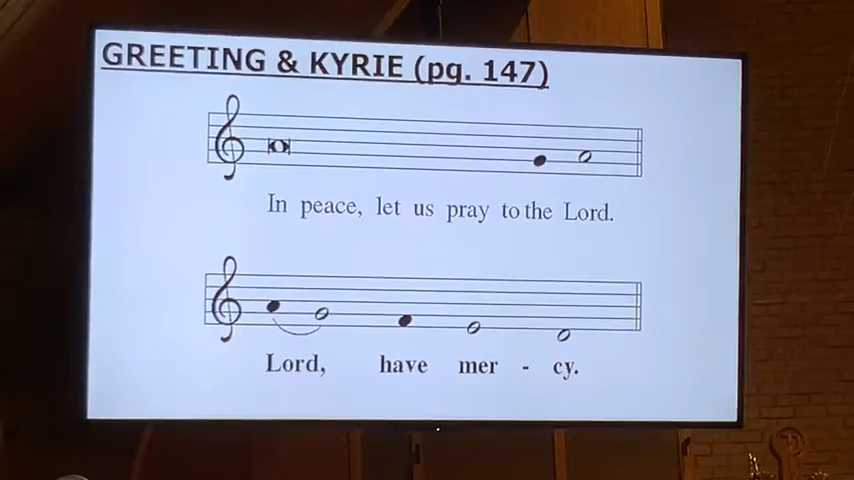 GREETING & KYRIE (pg. 147)
In peace, let us pray to the Lord.
Lord, have mer - cy.